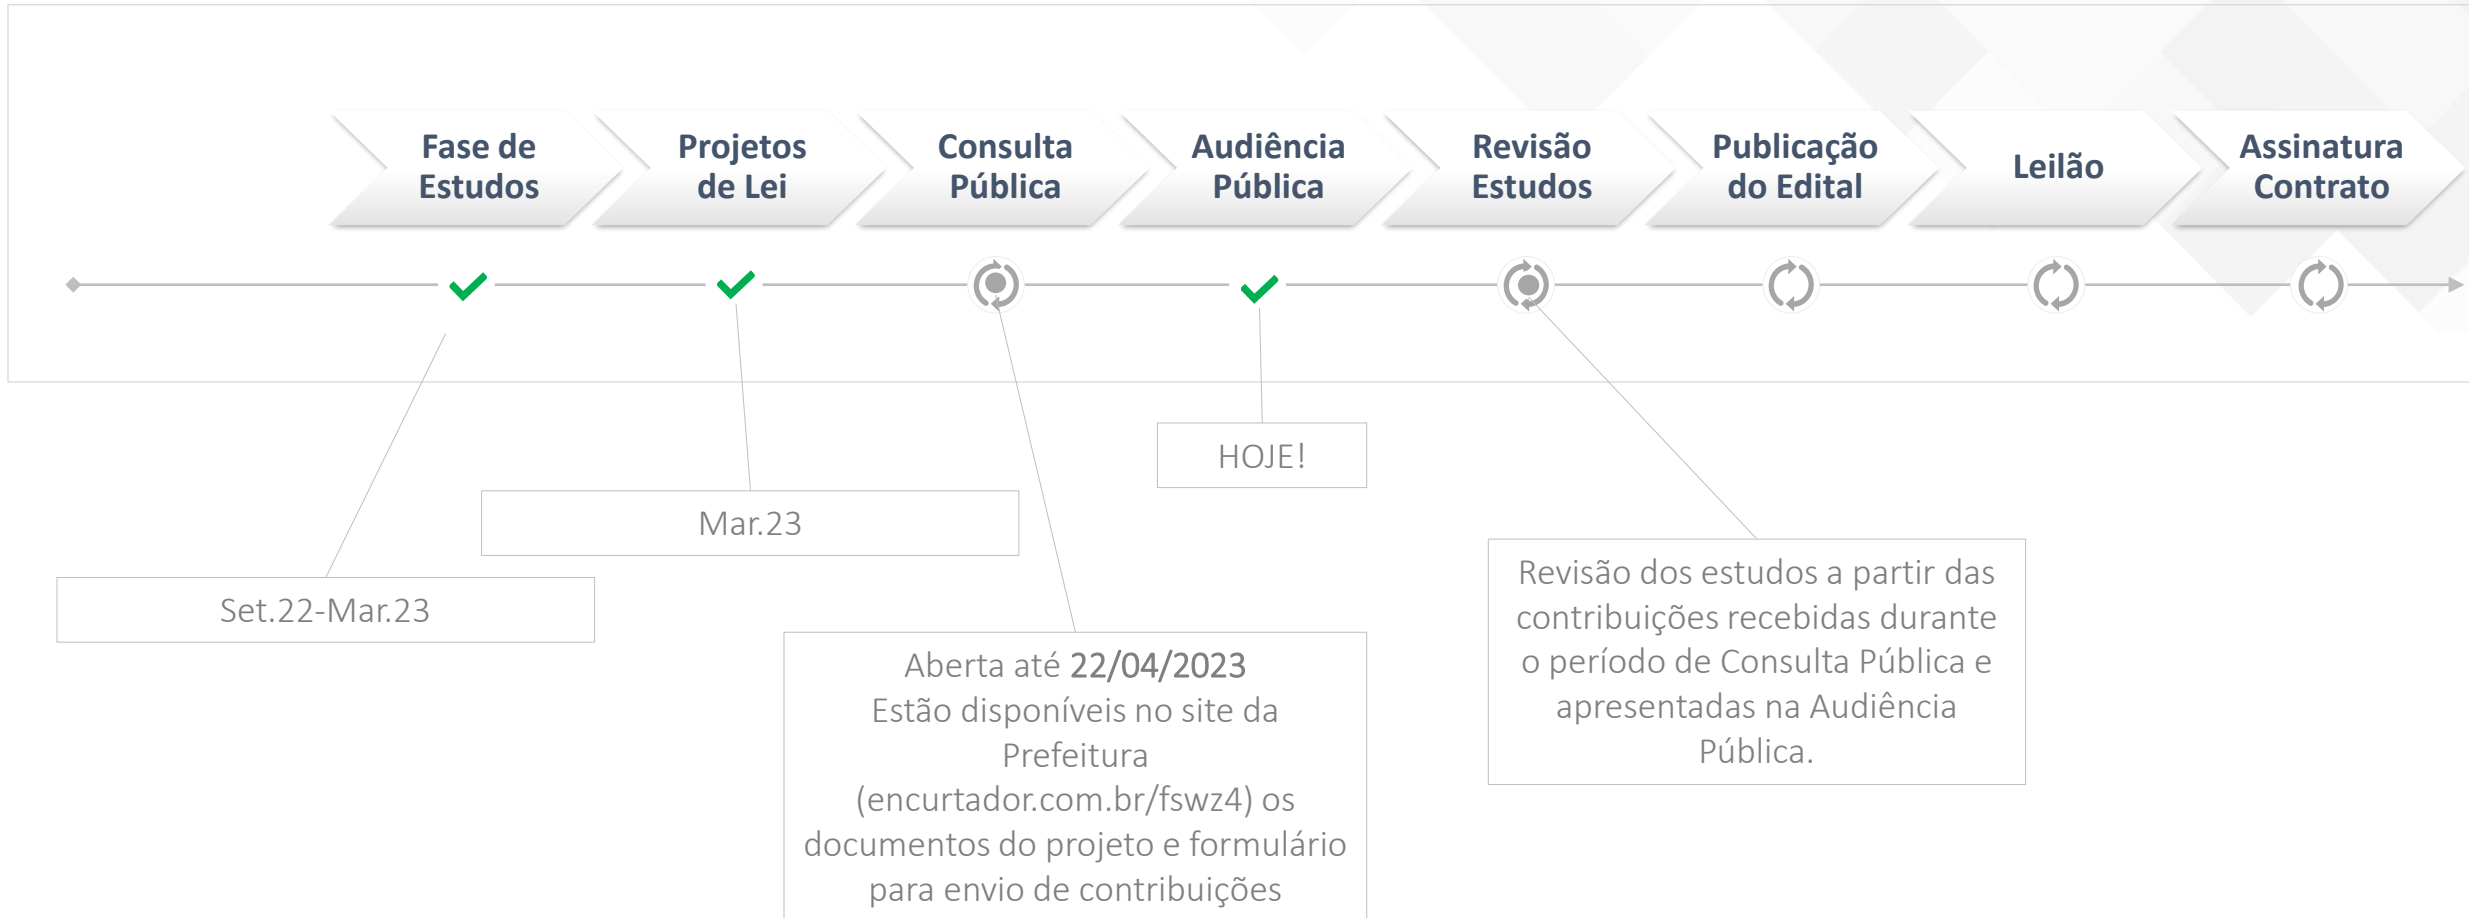 Fase de
Estudos
Projetos
de Lei
Consulta
Pública
Audiência
Pública
Revisão
Estudos
Publicação
do Edital
Leilão
Assinatura
Contrato
HOJE!
Mar.23
Set.22-Mar.23
Aberta até 22/04/2023
Estão disponíveis no site da
Prefeitura
(encurtador.com.br/fswz4) os
documentos do projeto e formulário
para envio de contribuições
Revisão dos estudos a partir das
contribuições recebidas durante
o período de Consulta Pública e
apresentadas na Audiência
Pública.